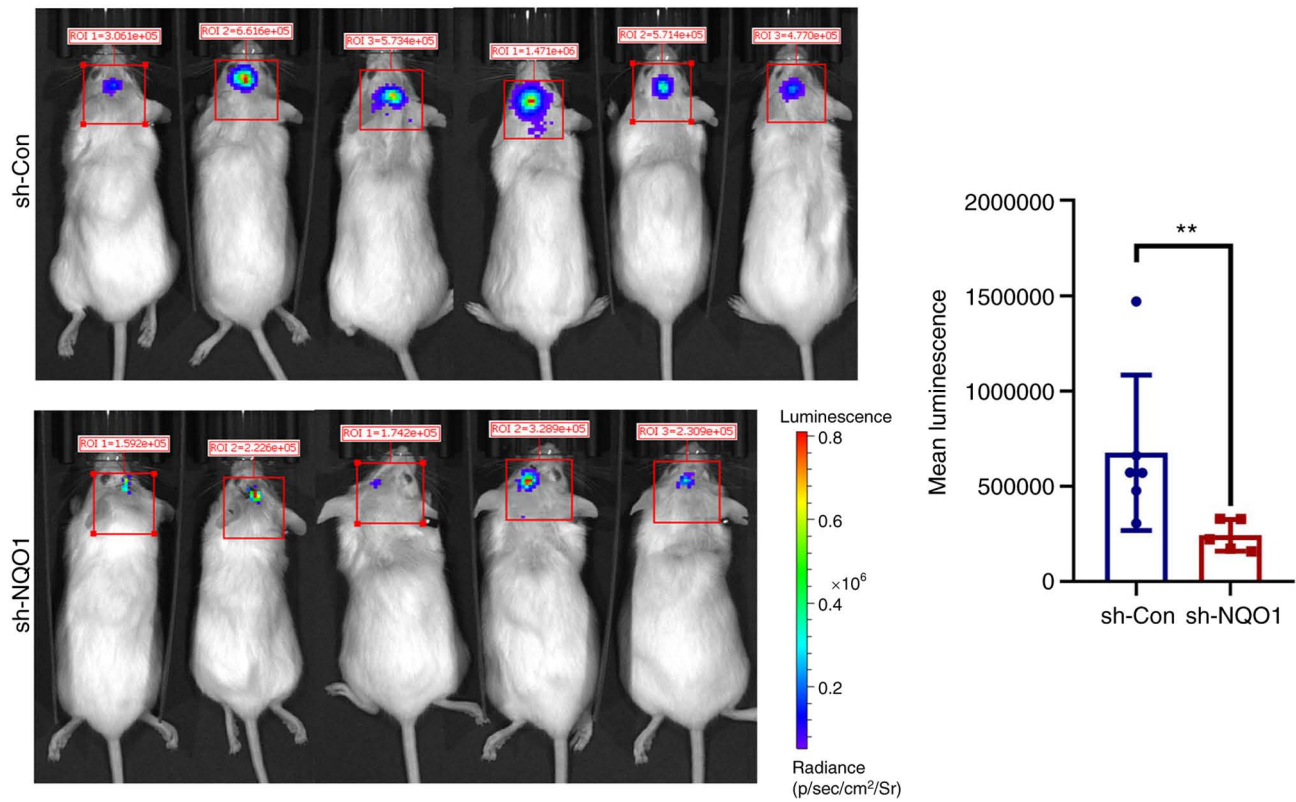 ROI 1=3.061e+05
ROI 2=6.616e+05
ROI 3=5.734e+05
ROI 1=1.471e+06
ROI 2=5.714e+05
ROI 3=4.770e+05
sh-Con
ROI 1=1.592e+05
ROI 2=2.226e+05
ROI 1=1.742e+05
ROI 2=3.289e+05
ROI 3=2.309e+05
sh-NQO1
Luminescence
0.8
0.6
×10⁶
0.4
0.2
Radiance
(p/sec/cm²/Sr)
Mean luminescence
2000000
1500000
1000000
500000
0
**
sh-Con
sh-NQO1